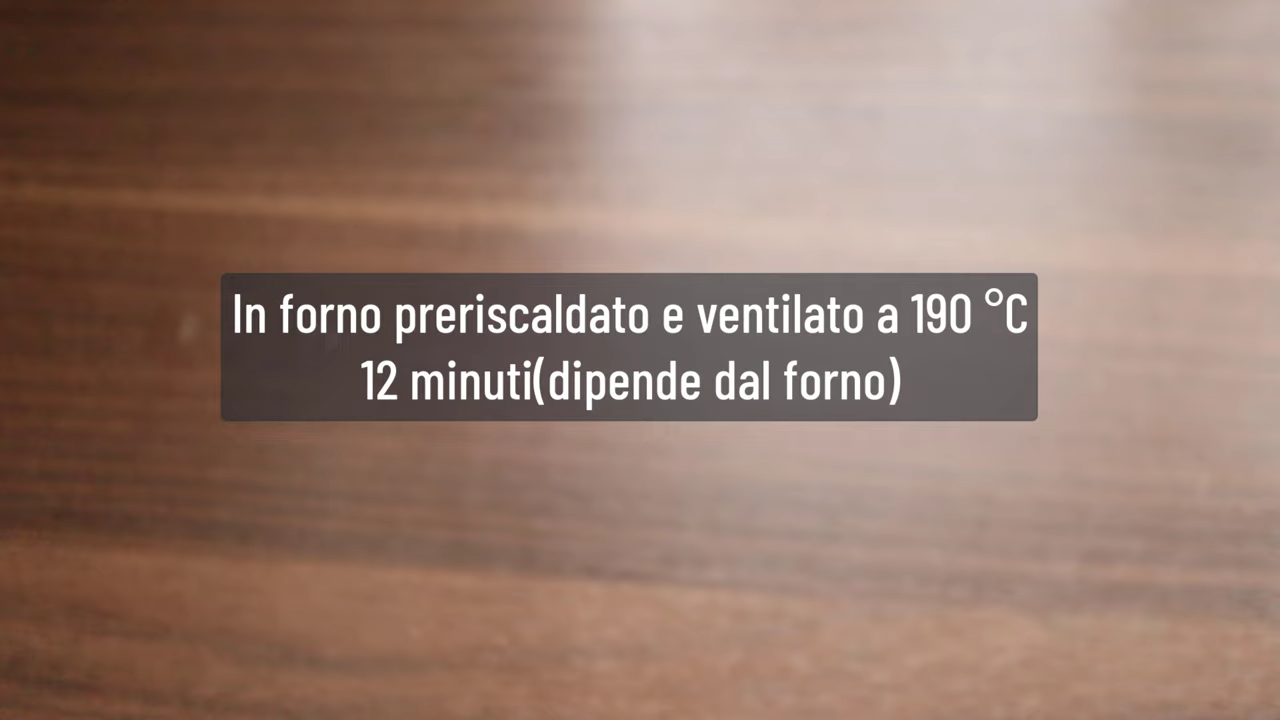 In forno preriscaldato e ventilato a 190 °C
12 minuti(dipende dal forno)